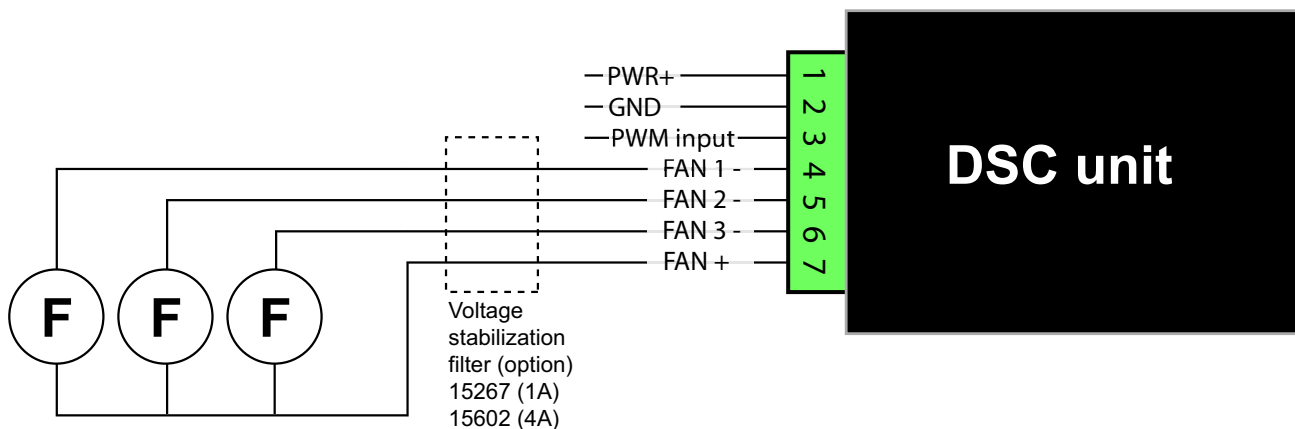 PWR+ 1
GND 2
PWM input 3
FAN 1 - 4
FAN 2 - 5
FAN 3 - 6
FAN + 7
DSC unit
F F F
Voltage
stabilization
filter (option)
15267 (1A)
15602 (4A)